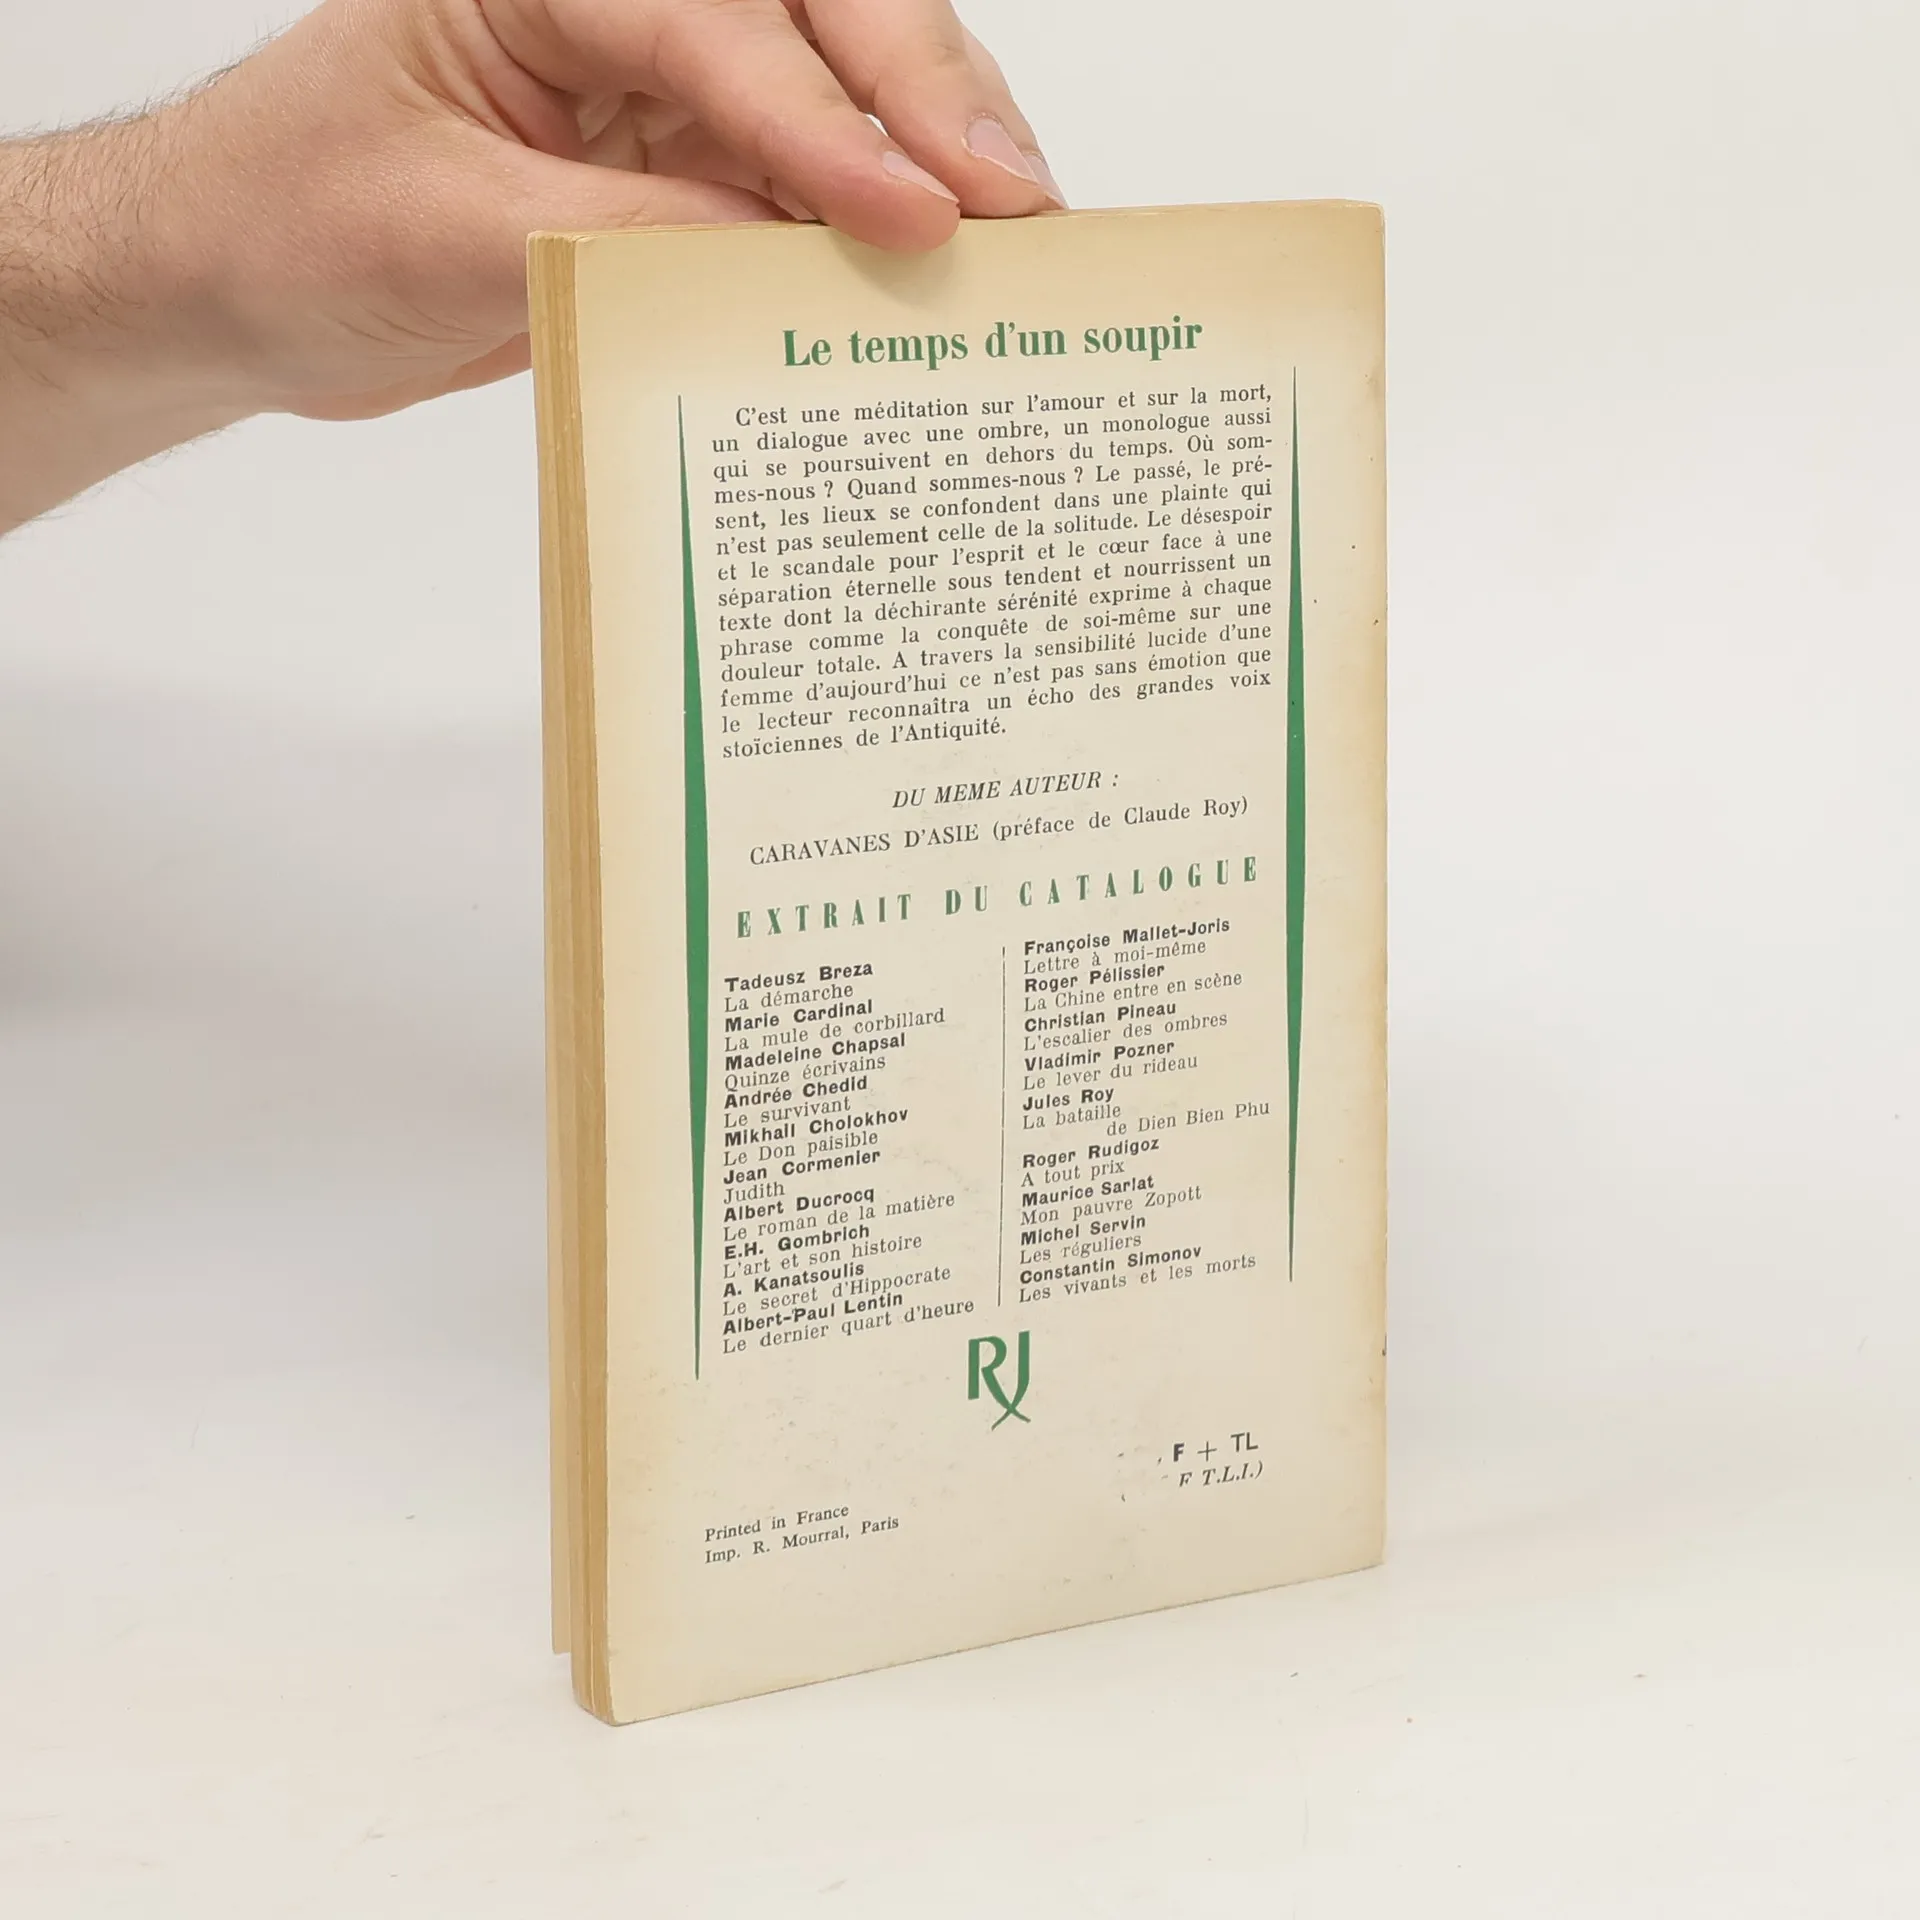 Le temps d'un soupir
C'est une méditation sur l'amour et sur la mort,
un dialogue avec une ombre, un monologue aussi
qui se poursuivent en dehors du temps. Où som-
mes-nous ? Quand sommes-nous ? Le passé, le pré-
sent, les lieux se confondent dans une plainte qui
n'est pas seulement celle de la solitude. Le désespoir
et le scandale pour l'esprit et le cœur face à une
séparation éternelle sous tendent et nourrissent un
texte dont la déchirante sérénité exprime à chaque
phrase comme la conquête de soi-même sur une
douleur totale. A travers la sensibilité lucide d'une
femme d'aujourd'hui ce n'est pas sans émotion que
le lecteur reconnaîtra un écho des grandes voix
stoïciennes de l'Antiquité.
DU MEME AUTEUR :
CARAVANES D'ASIE (préface de Claude Roy)
EXTRAIT DU CATALOGUE
Tadeusz Breza
La démarche
Marie Cardinal
La mule de corbillard
Madeleine Chapsal
Quinze écrivains
Andrée Chedid
Le survivant
Mikhail Cholokhov
Le Don paisible
Jean Cormenier
Judith
Albert Ducrocq
Le roman de la matière
E.H. Gombrich
L'art et son histoire
A. Kanatsoulis
Le secret d'Hippocrate
Albert-Paul Lentin
Le dernier quart d'heure
Françoise Mallet-Joris
Lettre à moi-même
Roger Pélissier
La Chine entre en scène
Christian Pineau
L'escalier des ombres
Vladimir Pozner
Le lever du rideau
Jules Roy
La bataille
de Dien Bien Phu
Roger Rudigoz
A tout prix
Maurice Sarlat
Mon pauvre Zopott
Michel Servin
Les réguliers
Constantin Simonov
Les vivants et les morts
RJ
F + TL
F T.L.I.)
Printed in France
Imp. R. Mourral, Paris